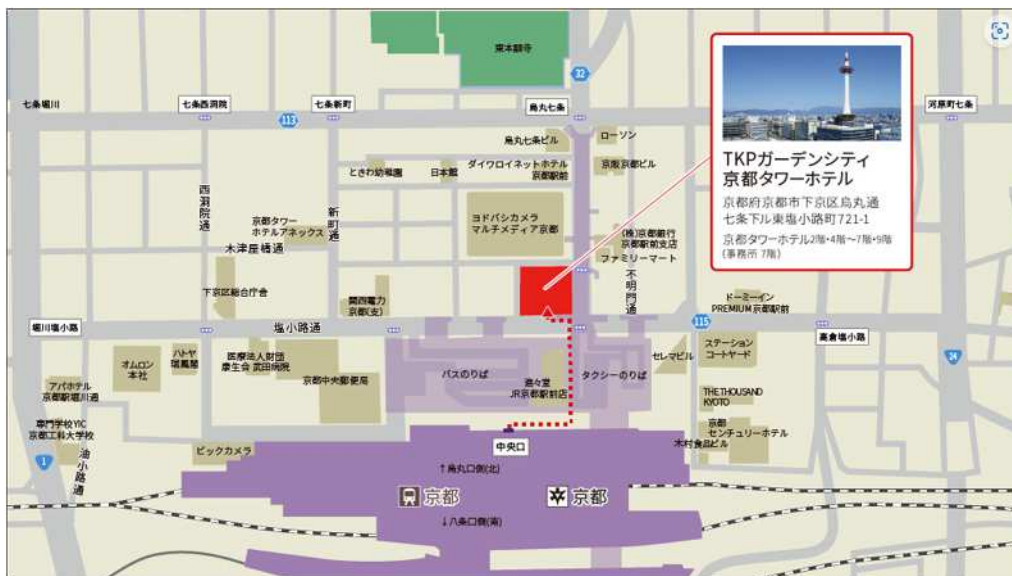 東本願寺
32
七条堀川
七条西洞院
七条新町
烏丸七条
河原町七条
113
烏丸七条ビル
ローソン
ときわ幼稚園
日本館
ダイワロイネットホテル
京都駅前
京阪京都ビル
TKPガーデンシティ
京都タワーホテル
京都府京都市下京区烏丸通
七条下ル東塩小路町721-1
京都タワーホテル2階・4階～7階・9階
(事務所 7階)
西洞院通
新町通
京都タワー
ホテルアネックス
木津屋橋通
ヨドバシカメラ
マルチメディア京都
(株)京都銀行
京都駅前支店
ファミリーマート
不明門通
下京区総合庁舎
関西電力
京都(支)
ドーミーイン
PREMIUM京都駅前
堀川塩小路
塩小路通
115
高倉塩小路
オムロン
本社
ハトヤ
瑞鳳閣
医療法人財団
康生会 武田病院
京都中央郵便局
バスのりば
進々堂
JR京都駅前店
タクシーのりば
セレマビル
ステーション
コートヤード
24
アパホテル
京都駅堀川通
THE THOUSAND
KYOTO
専門学校YIC
京都工科大学校
油小路通
1
ビックカメラ
中央口
京都
センチュリーホテル
木村食品ビル
↑烏丸口側(北)
京都
京都
↓八条口側(南)